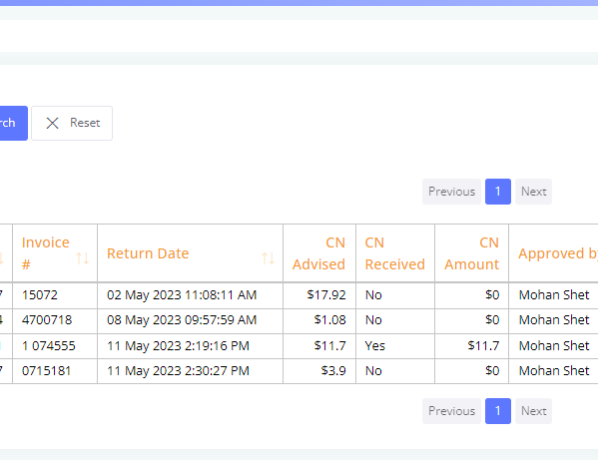 rch Reset
Previous 1 Next
Invoice # Return Date CN Advised CN Received CN Amount Approved by
7 15072 02 May 2023 11:08:11 AM $17.92 No $0 Mohan Shet
4 4700718 08 May 2023 09:57:59 AM $1.08 No $0 Mohan Shet
1 074555 11 May 2023 2:19:16 PM $11.7 Yes $11.7 Mohan Shet
7 0715181 11 May 2023 2:30:27 PM $3.9 No $0 Mohan Shet
Previous 1 Next